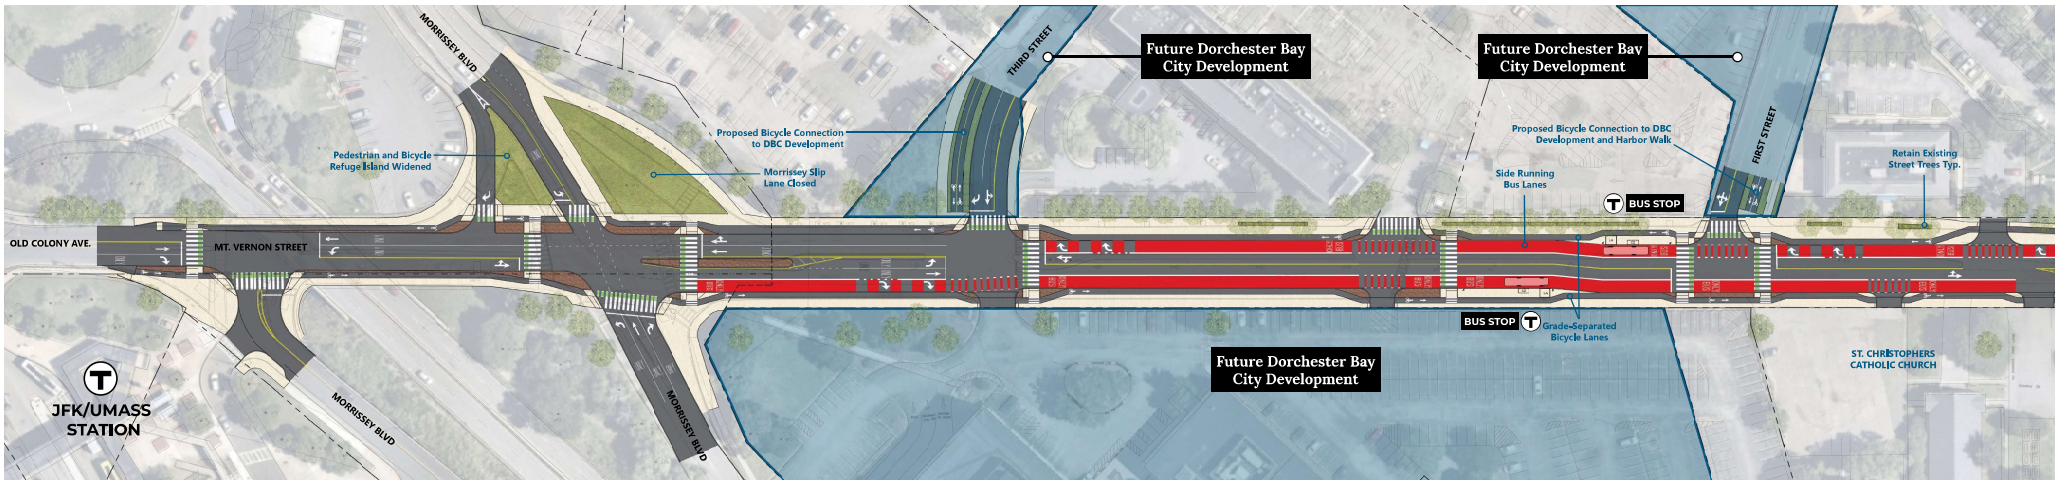 MORRISSEY BLVD
THIRD STREET
Future Dorchester Bay
City Development
Future Dorchester Bay
City Development
FIRST STREET
Proposed Bicycle Connection
to DBC Development
Proposed Bicycle Connection to DBC
Development and Harbor Walk
Pedestrian and Bicycle
Refuge Island Widened
Morrissey Slip
Lane Closed
Side Running
Bus Lanes
Retain Existing
Street Trees Typ.
T BUS STOP
OLD COLONY AVE.
MT. VERNON STREET
BUS STOP T
Grade-Separated
Bicycle Lanes
Future Dorchester Bay
City Development
ST. CHRISTOPHERS
CATHOLIC CHURCH
T
JFK/UMASS
STATION
MORRISSEY BLVD
MORRISSEY BLVD